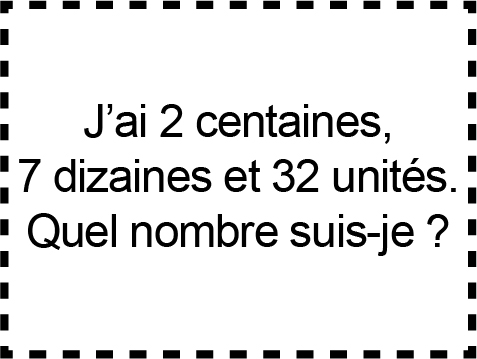 J’ai 2 centaines,
7 dizaines et 32 unités.
Quel nombre suis-je ?